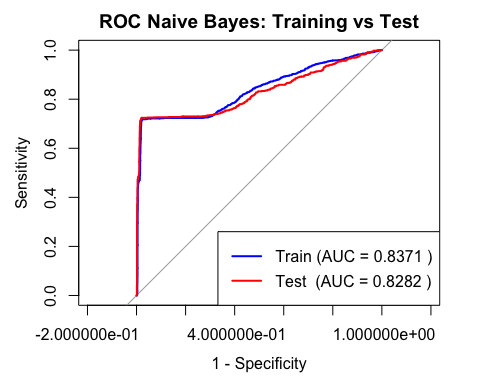 ROC Naive Bayes: Training vs Test
1.0
0.8
0.6
0.4
0.2
0.0
Sensitivity
Train (AUC = 0.8371 )
Test (AUC = 0.8282 )
-2.000000e-01 4.000000e-01 1.000000e+00
1 - Specificity